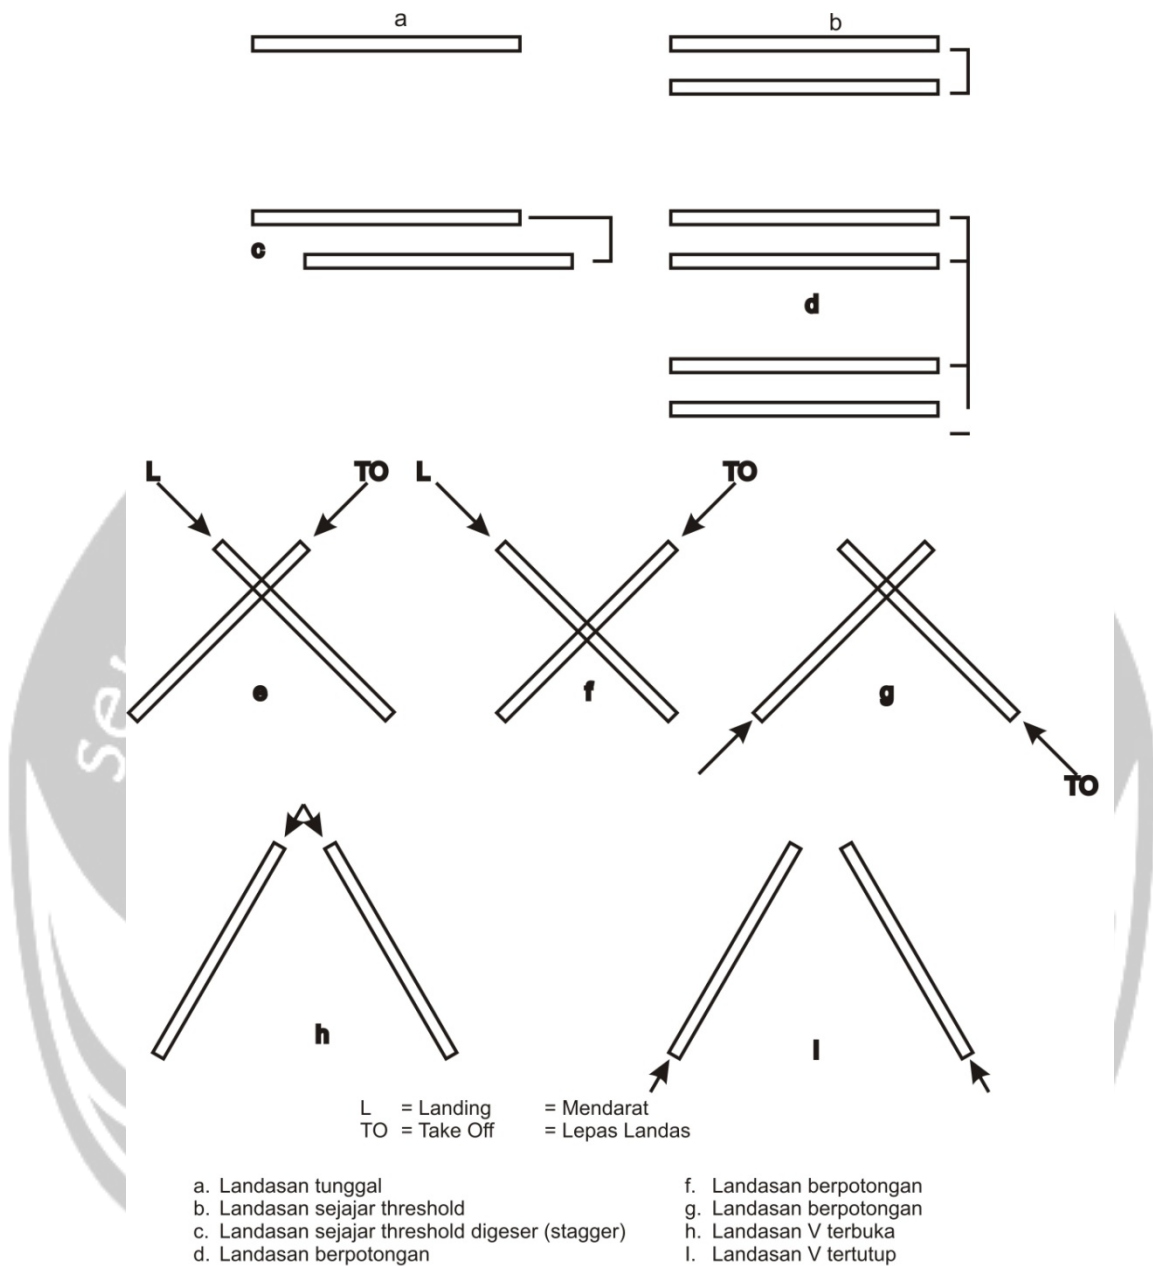 a
b
c
d
L
TO
L
TO
e
f
g
TO
h
I
L = Landing = Mendarat
TO = Take Off = Lepas Landas
a. Landasan tunggal
b. Landasan sejajar threshold
c. Landasan sejajar threshold digeser (stagger)
d. Landasan berpotongan
f. Landasan berpotongan
g. Landasan berpotongan
h. Landasan V terbuka
I. Landasan V tertutup